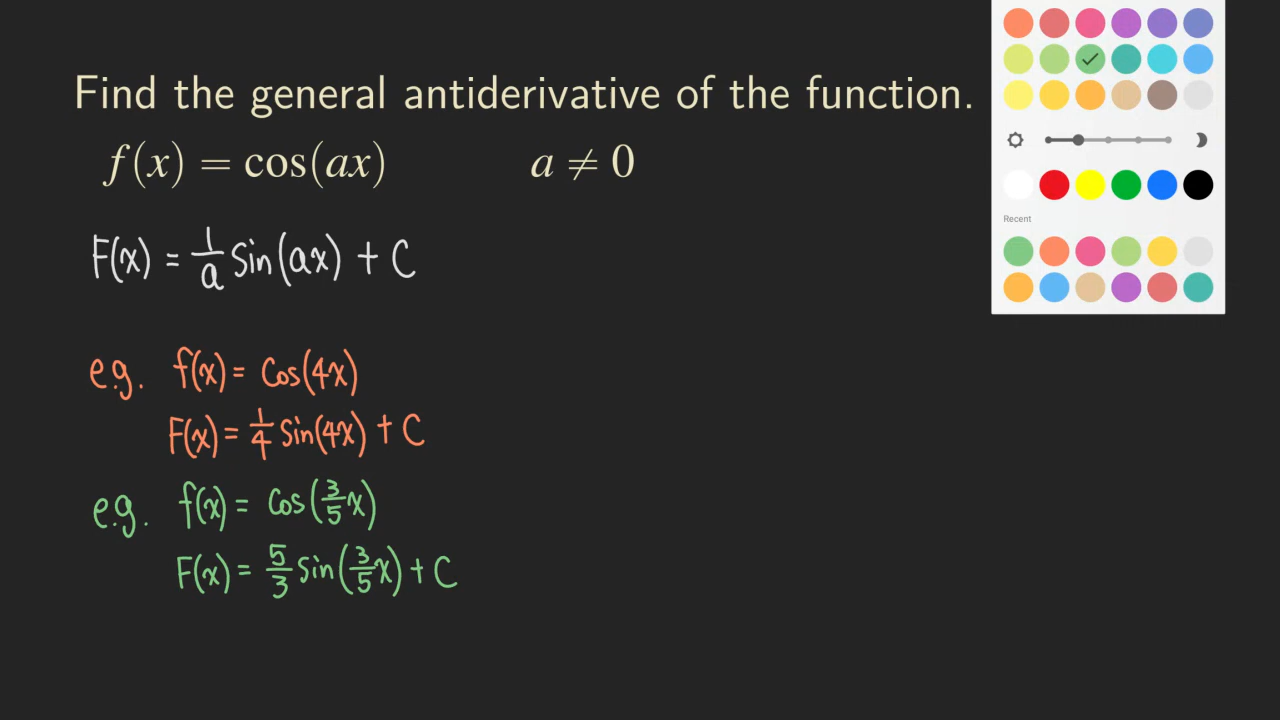 Find the general antiderivative of the function.
f(x) = cos(ax) a ≠ 0
F(x) = 1/a Sin(ax) + C
e.g. f(x) = Cos(4x)
F(x) = 1/4 Sin(4x) + C
e.g. f(x) = Cos(3/5 x)
F(x) = 5/3 Sin(3/5 x) + C
Recent